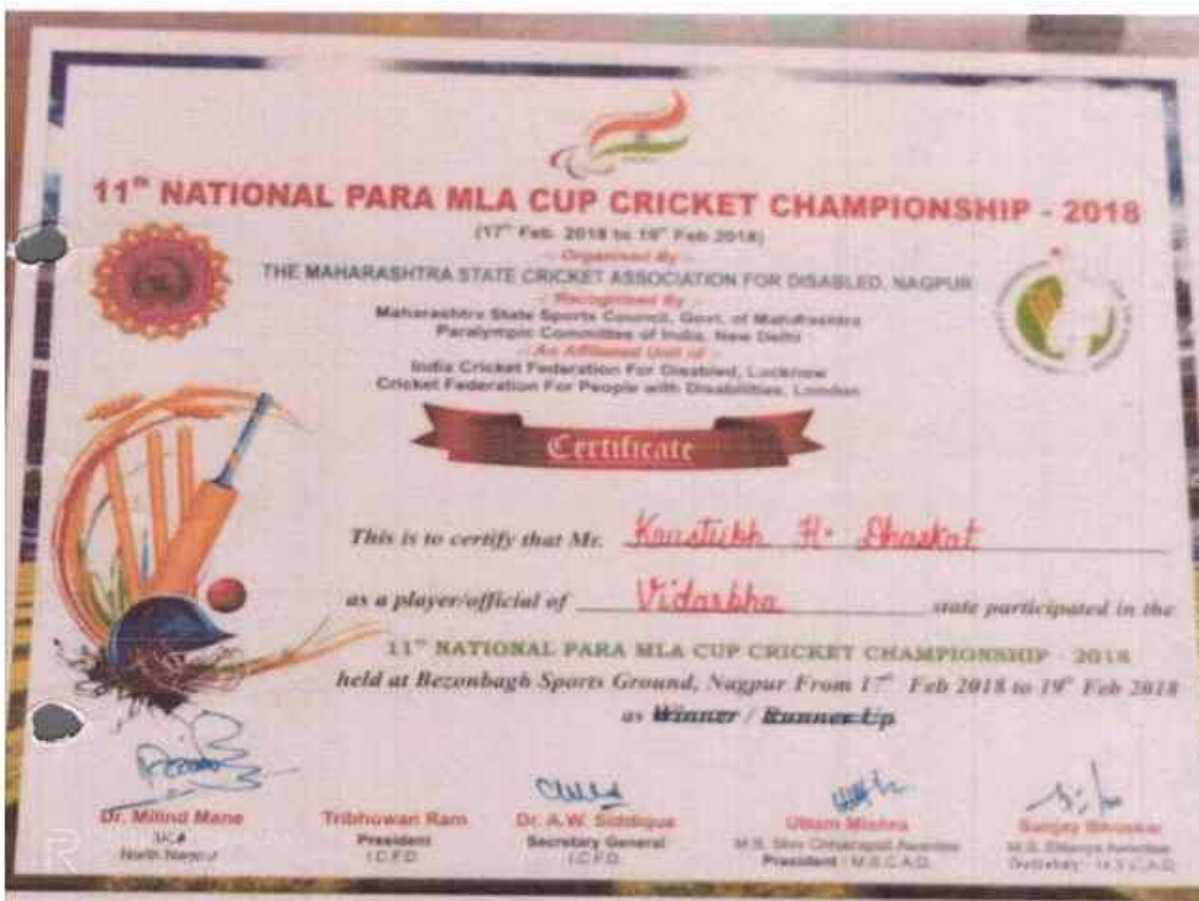 11th NATIONAL PARA MLA CUP CRICKET CHAMPIONSHIP - 2018
(17th Feb. 2018 to 19th Feb 2018)
- Organised By -
THE MAHARASHTRA STATE CRICKET ASSOCIATION FOR DISABLED, NAGPUR
- Recognised By -
Maharashtra State Sports Council, Govt. of Maharashtra
Paralympic Committee of India, New Delhi
- An Affiliated Unit of -
India Cricket Federation For Disabled, Lucknow
Cricket Federation For People with Disabilities, London
Certificate
This is to certify that Mr. Kaustubh H.
as a player/official of Vidarbha state participated in the
11th NATIONAL PARA MLA CUP CRICKET CHAMPIONSHIP - 2018
held at Bezonbagh Sports Ground, Nagpur From 17th Feb 2018 to 19th Feb 2018
as Winner / Runner Up
Dr. Milind Mane Tribhuwan Ram Dr. A.W. Siddique Uttam Mishra Sanjay
MLA President Secretary General M.S. Shiv Chhatrapati Awardee M.S. Awardee
North Nagpur I.C.F.D. I.C.F.D. President M.S.C.A.D. Secretary M.S.C.A.D.